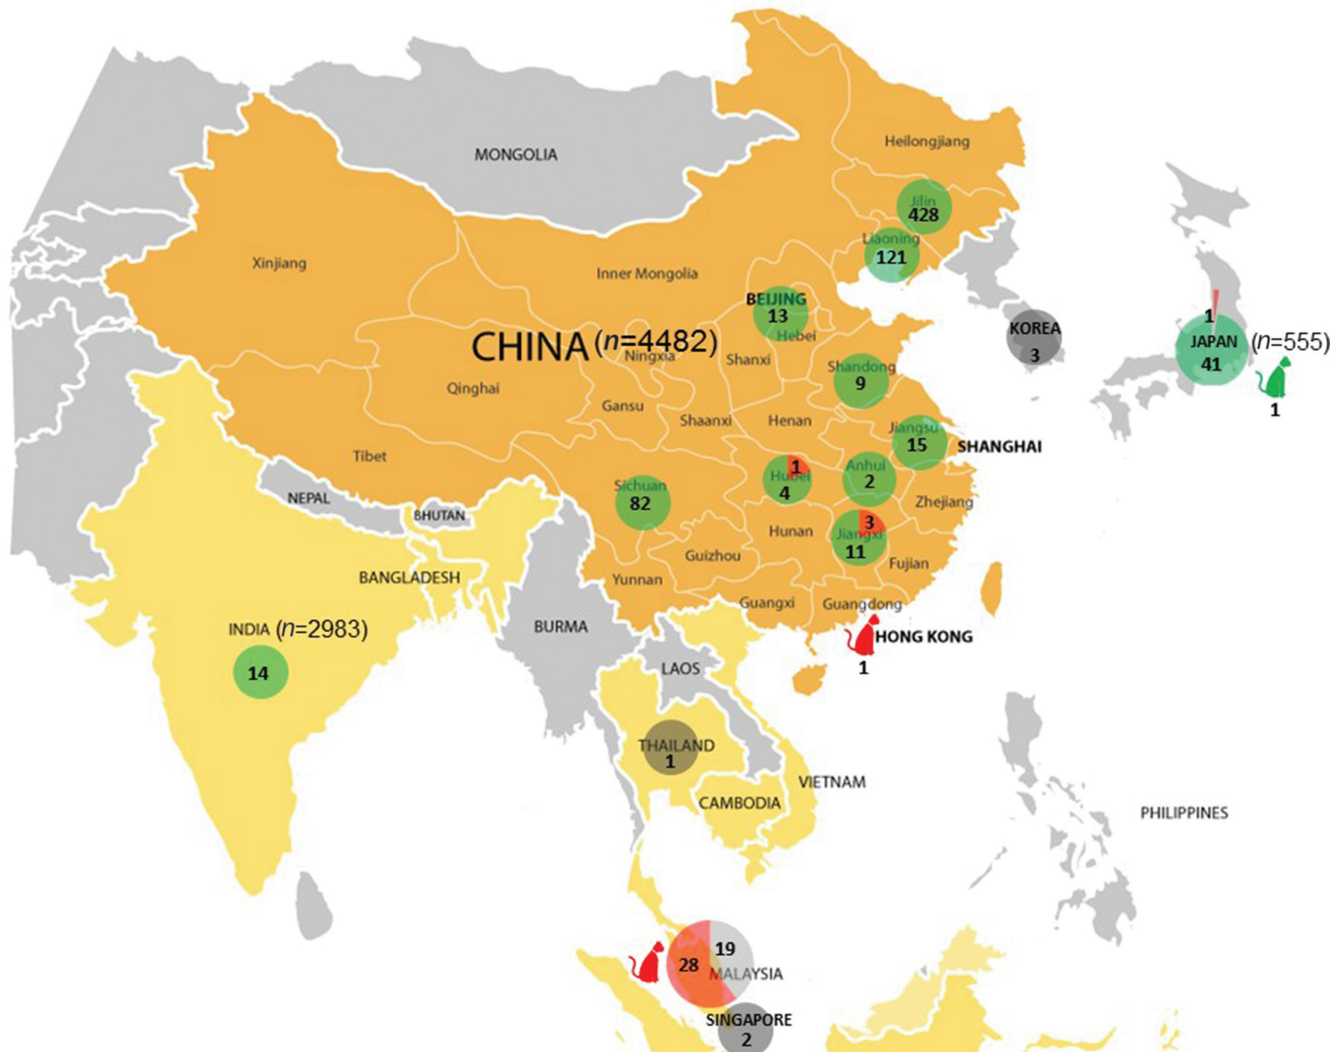 Heilongjiang
MONGOLIA
Jilin
428
Liaoning
121
Xinjiang
Inner Mongolia
BEIJING
13
Hebei
1
JAPAN
41
(n=555)
1
KOREA
3
CHINA (n=4482)
Ningxia
Shanxi
Shandong
9
Qinghai
Gansu
Shaanxi
Henan
Jiangsu
15
SHANGHAI
Tibet
NEPAL
BHUTAN
Sichuan
82
1
Hubei
4
Anhui
2
Zhejiang
Hunan
3
Jiangxi
11
Guizhou
Fujian
BANGLADESH
Yunnan
Guangxi
Guangdong
INDIA (n=2983)
14
BURMA
HONG KONG
1
LAOS
THAILAND
1
VIETNAM
CAMBODIA
PHILIPPINES
19
28
MALAYSIA
SINGAPORE
2